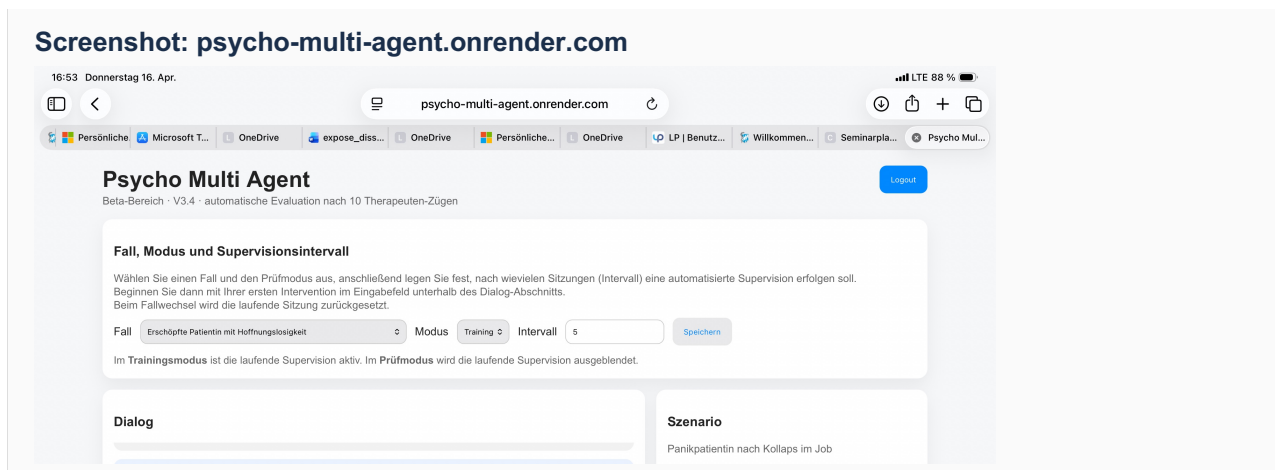 Screenshot: psycho-multi-agent.onrender.com
16:53 Donnerstag 16. Apr.
LTE 88 %
psycho-multi-agent.onrender.com
Persönliche Microsoft T... OneDrive expose_diss... OneDrive Persönliche... OneDrive LP | Benutz... Willkommen... Seminarpla... Psycho Mul...
Psycho Multi Agent
Logout
Beta-Bereich · V3.4 · automatische Evaluation nach 10 Therapeuten-Zügen
Fall, Modus und Supervisionsintervall
Wählen Sie einen Fall und den Prüfmodus aus, anschließend legen Sie fest, nach wievielen Sitzungen (Intervall) eine automatisierte Supervision erfolgen soll.
Beginnen Sie dann mit Ihrer ersten Intervention im Eingabefeld unterhalb des Dialog-Abschnitts.
Beim Fallwechsel wird die laufende Sitzung zurückgesetzt.
Fall Erschöpfte Patientin mit Hoffnungslosigkeit Modus Training Intervall 5 Speichern
Im Trainingsmodus ist die laufende Supervision aktiv. Im Prüfmodus wird die laufende Supervision ausgeblendet.
Dialog
Szenario
Panikpatientin nach Kollaps im Job